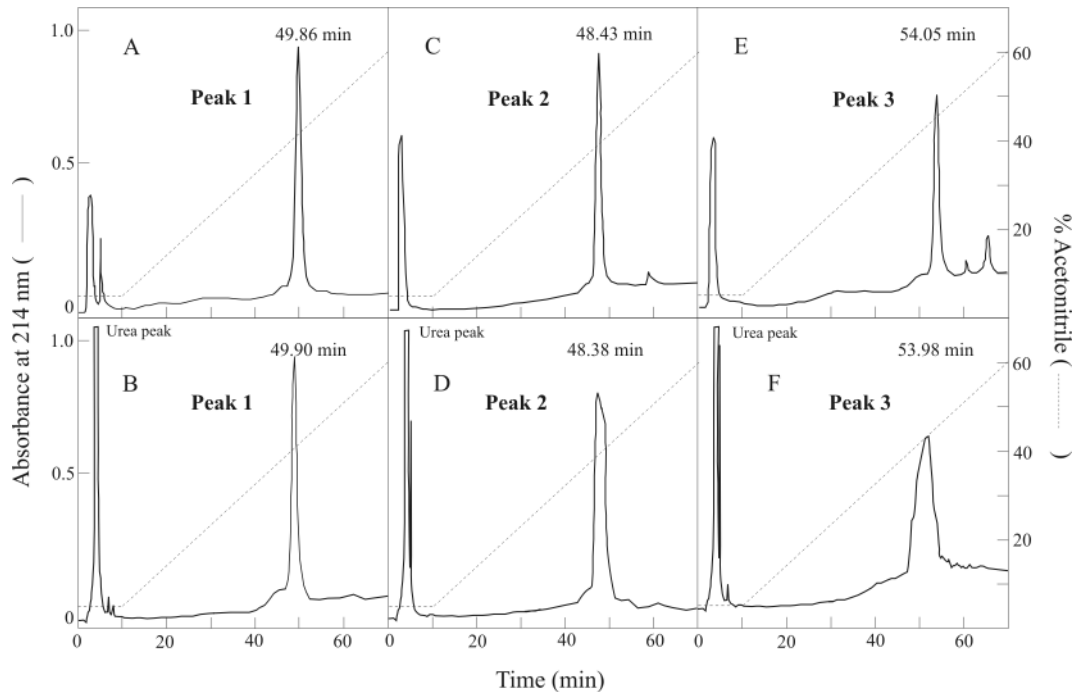 A
49.86 min
Peak 1
C
48.43 min
Peak 2
E
54.05 min
Peak 3
1.0
0.5
0
60
40
20
Urea peak
B
49.90 min
Peak 1
Urea peak
D
48.38 min
Peak 2
Urea peak
F
53.98 min
Peak 3
1.0
0.5
0
60
40
20
0 20 40 60
0 20 40 60
0 20 40 60
Time (min)
Absorbance at 214 nm ( )
% Acetonitrile ( )